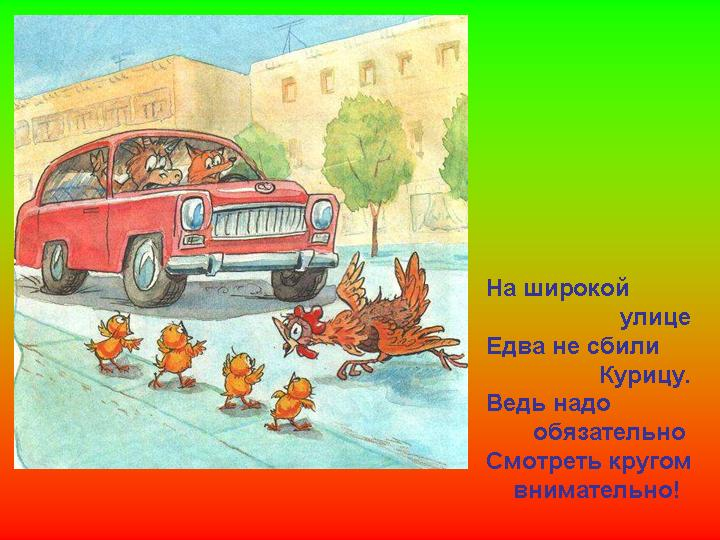 На широкой
улице
Едва не сбили
Курицу.
Ведь надо
обязательно
Смотреть кругом
внимательно!